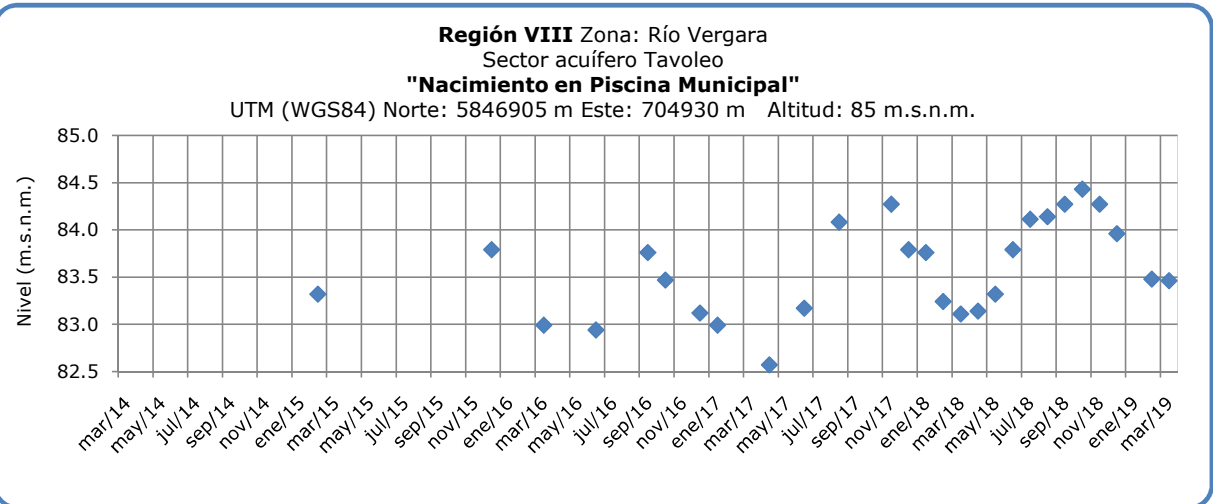 Región VIII Zona: Río Vergara
Sector acuífero Tavoleo
"Nacimiento en Piscina Municipal"
UTM (WGS84) Norte: 5846905 m Este: 704930 m Altitud: 85 m.s.n.m.
Nivel (m.s.n.m.)
85.0
84.5
84.0
83.5
83.0
82.5
mar/14
may/14
jul/14
sep/14
nov/14
ene/15
mar/15
may/15
jul/15
sep/15
nov/15
ene/16
mar/16
may/16
jul/16
sep/16
nov/16
ene/17
mar/17
may/17
jul/17
sep/17
nov/17
ene/18
mar/18
may/18
jul/18
sep/18
nov/18
ene/19
mar/19